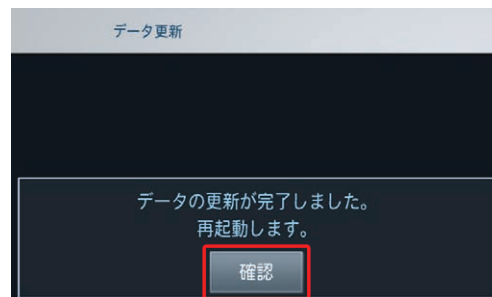 データ更新
データの更新が完了しました。
再起動します。
確認